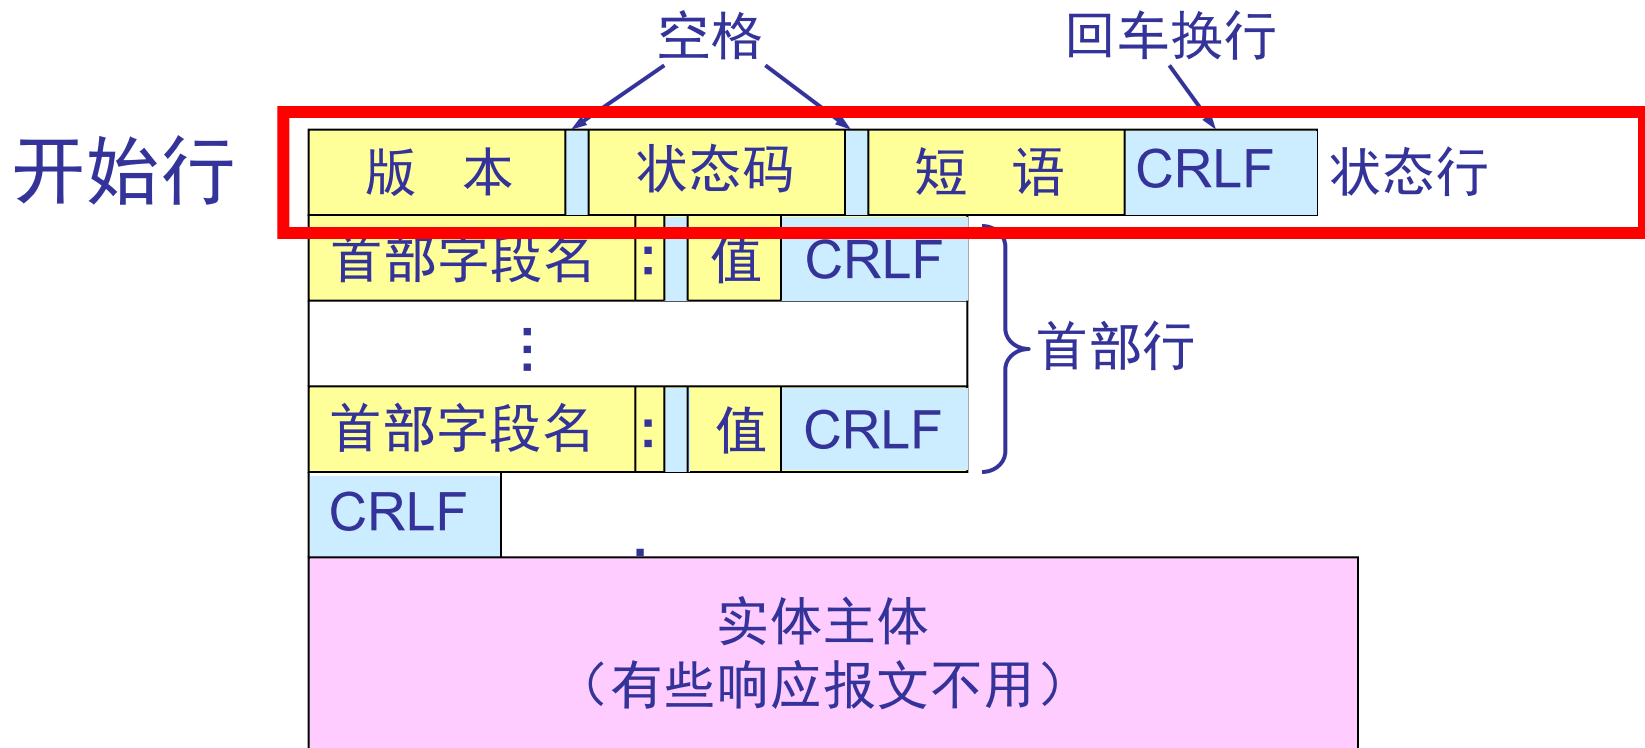 空格 回车换行
开始行 版 本 状态码 短 语 CRLF 状态行
首部字段名 : 值 CRLF
⋮ 首部行
首部字段名 : 值 CRLF
CRLF
实体主体
（有些响应报文不用）